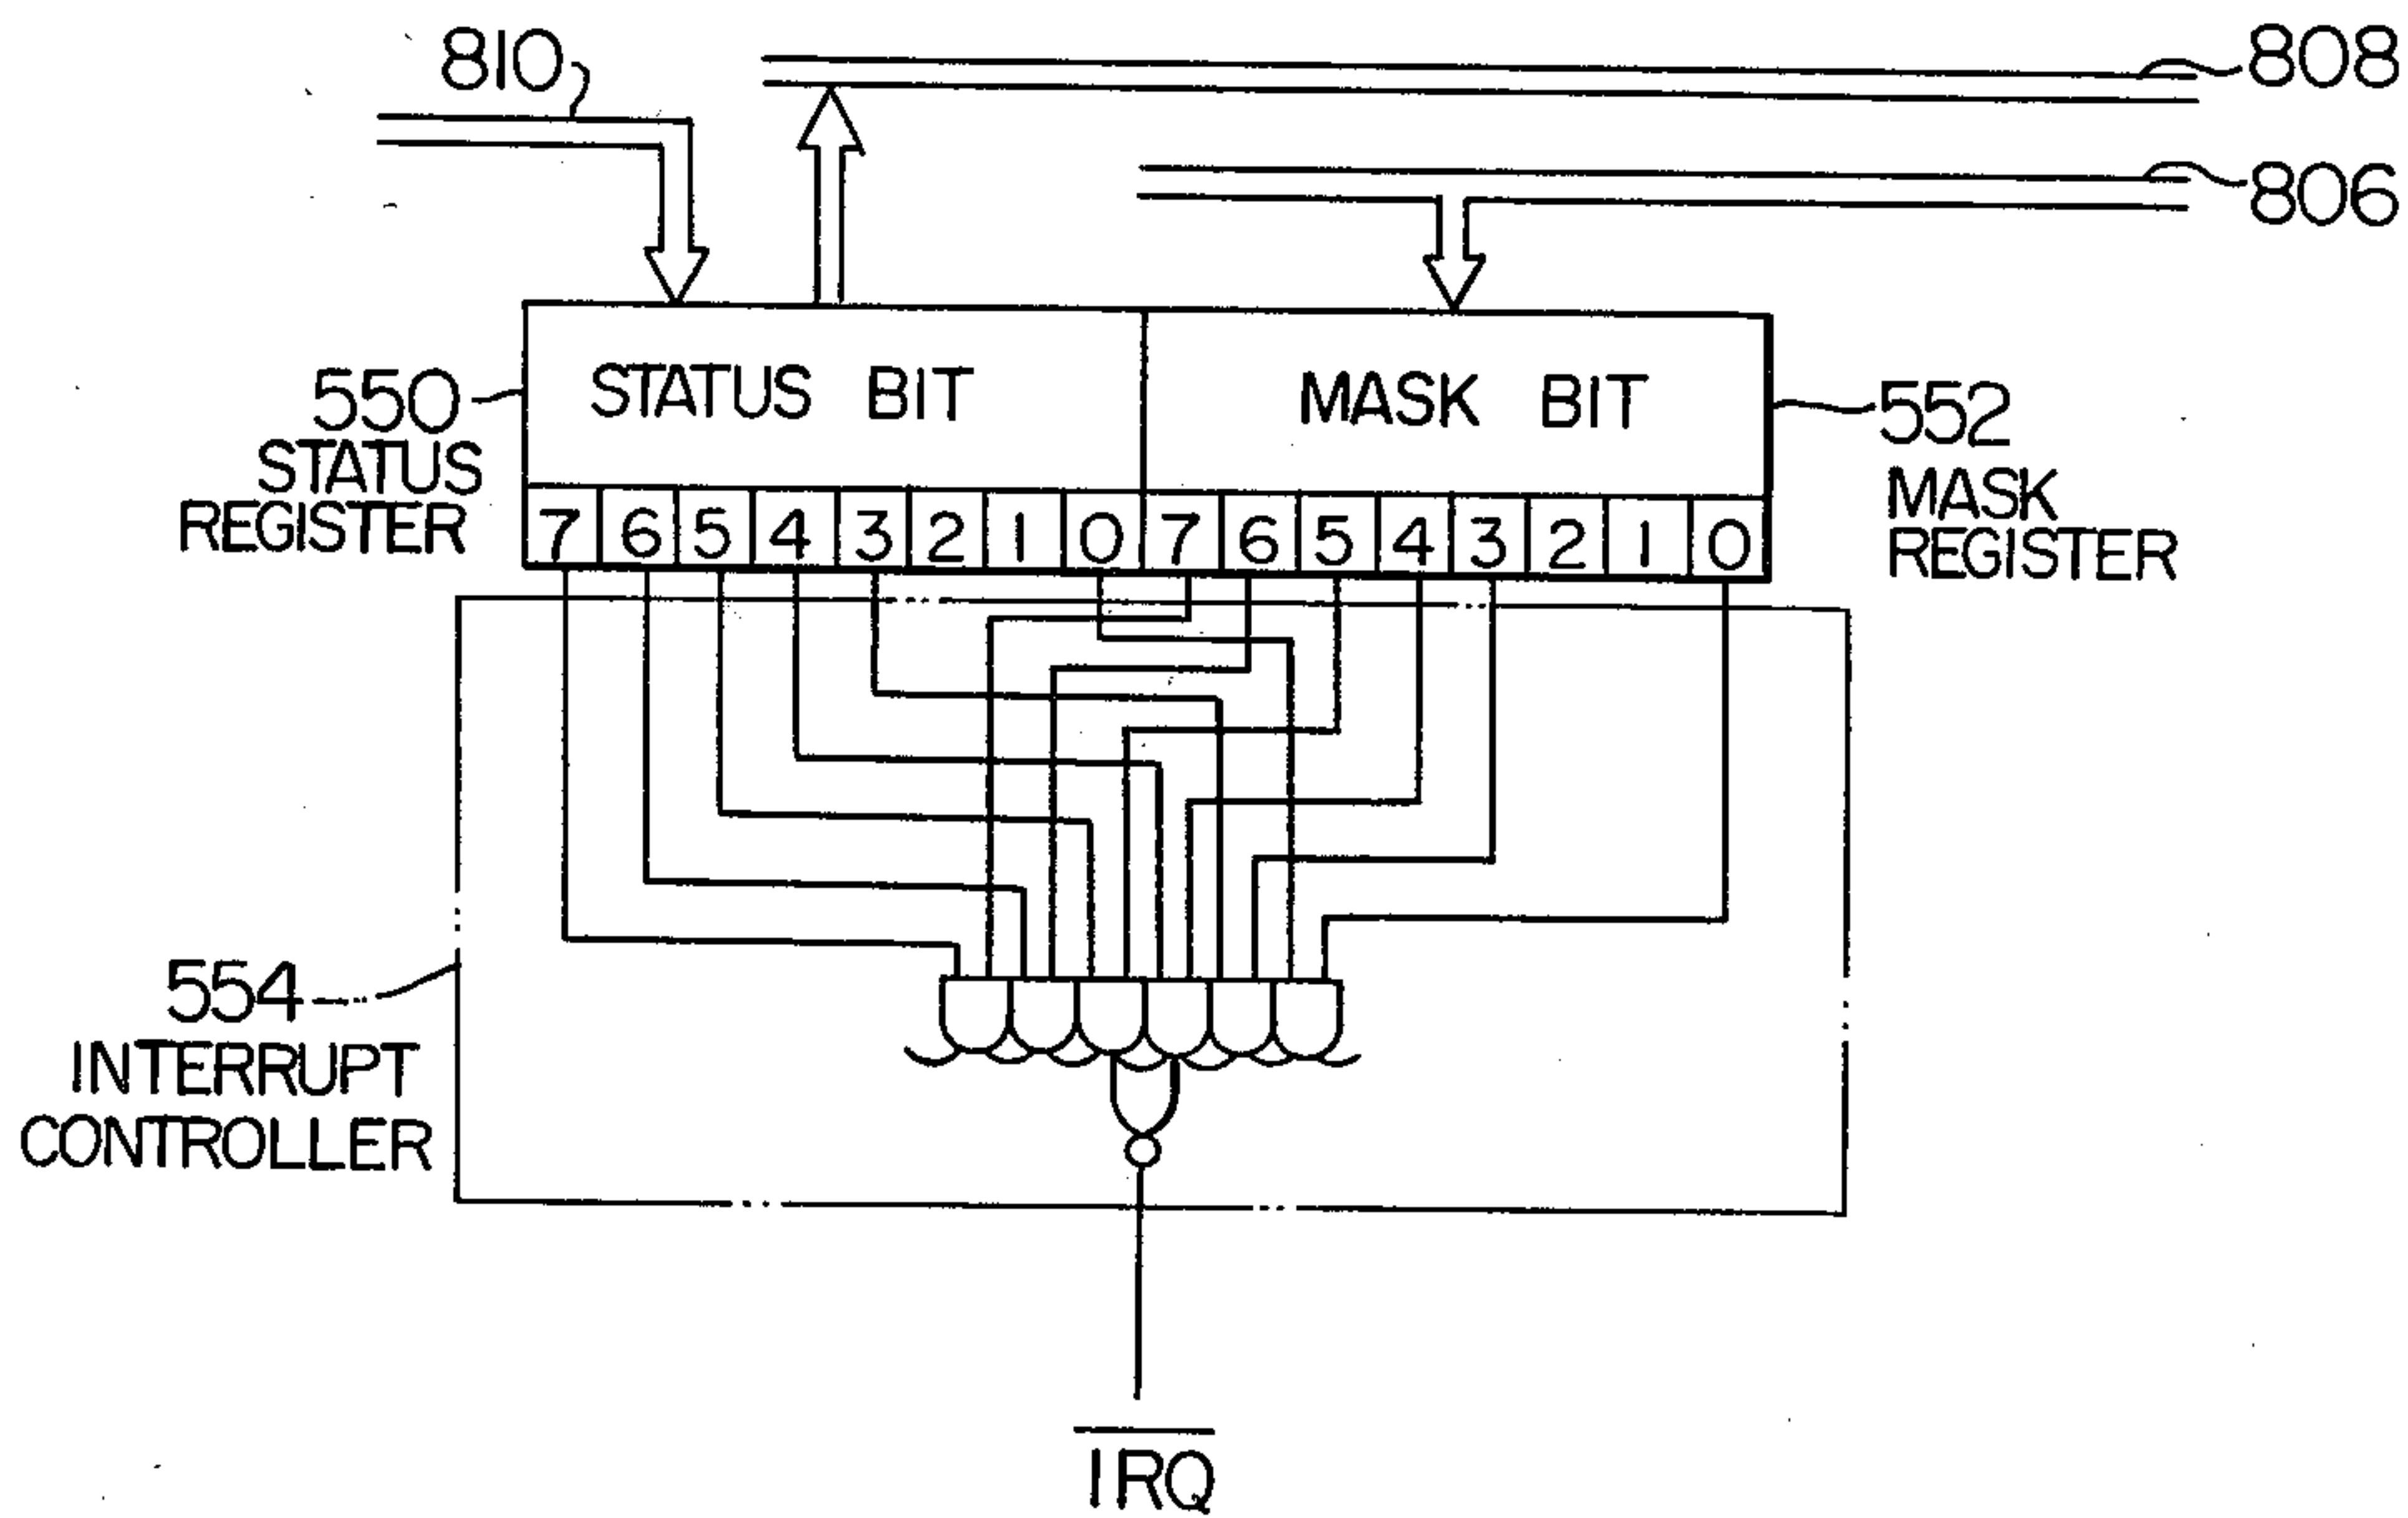 810
808
806
550
STATUS
REGISTER
STATUS BIT
MASK BIT
552
MASK
REGISTER
7 6 5 4 3 2 1 0 7 6 5 4 3 2 1 0
554
INTERRUPT
CONTROLLER
IRQ